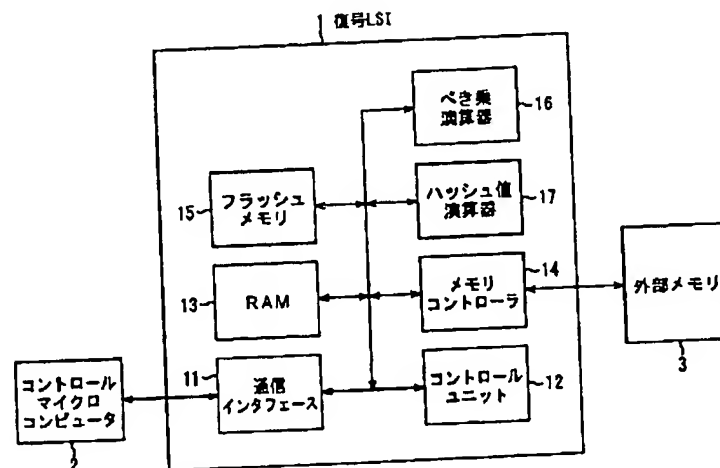 1 復号LSI
べき乗
演算器
16
フラッシュ
メモリ
15
ハッシュ値
演算器
17
RAM
13
メモリ
コントローラ
14
外部メモリ
3
コントロール
マイクロ
コンピュータ
2
11
通信
インタフェース
コントロール
ユニット
12